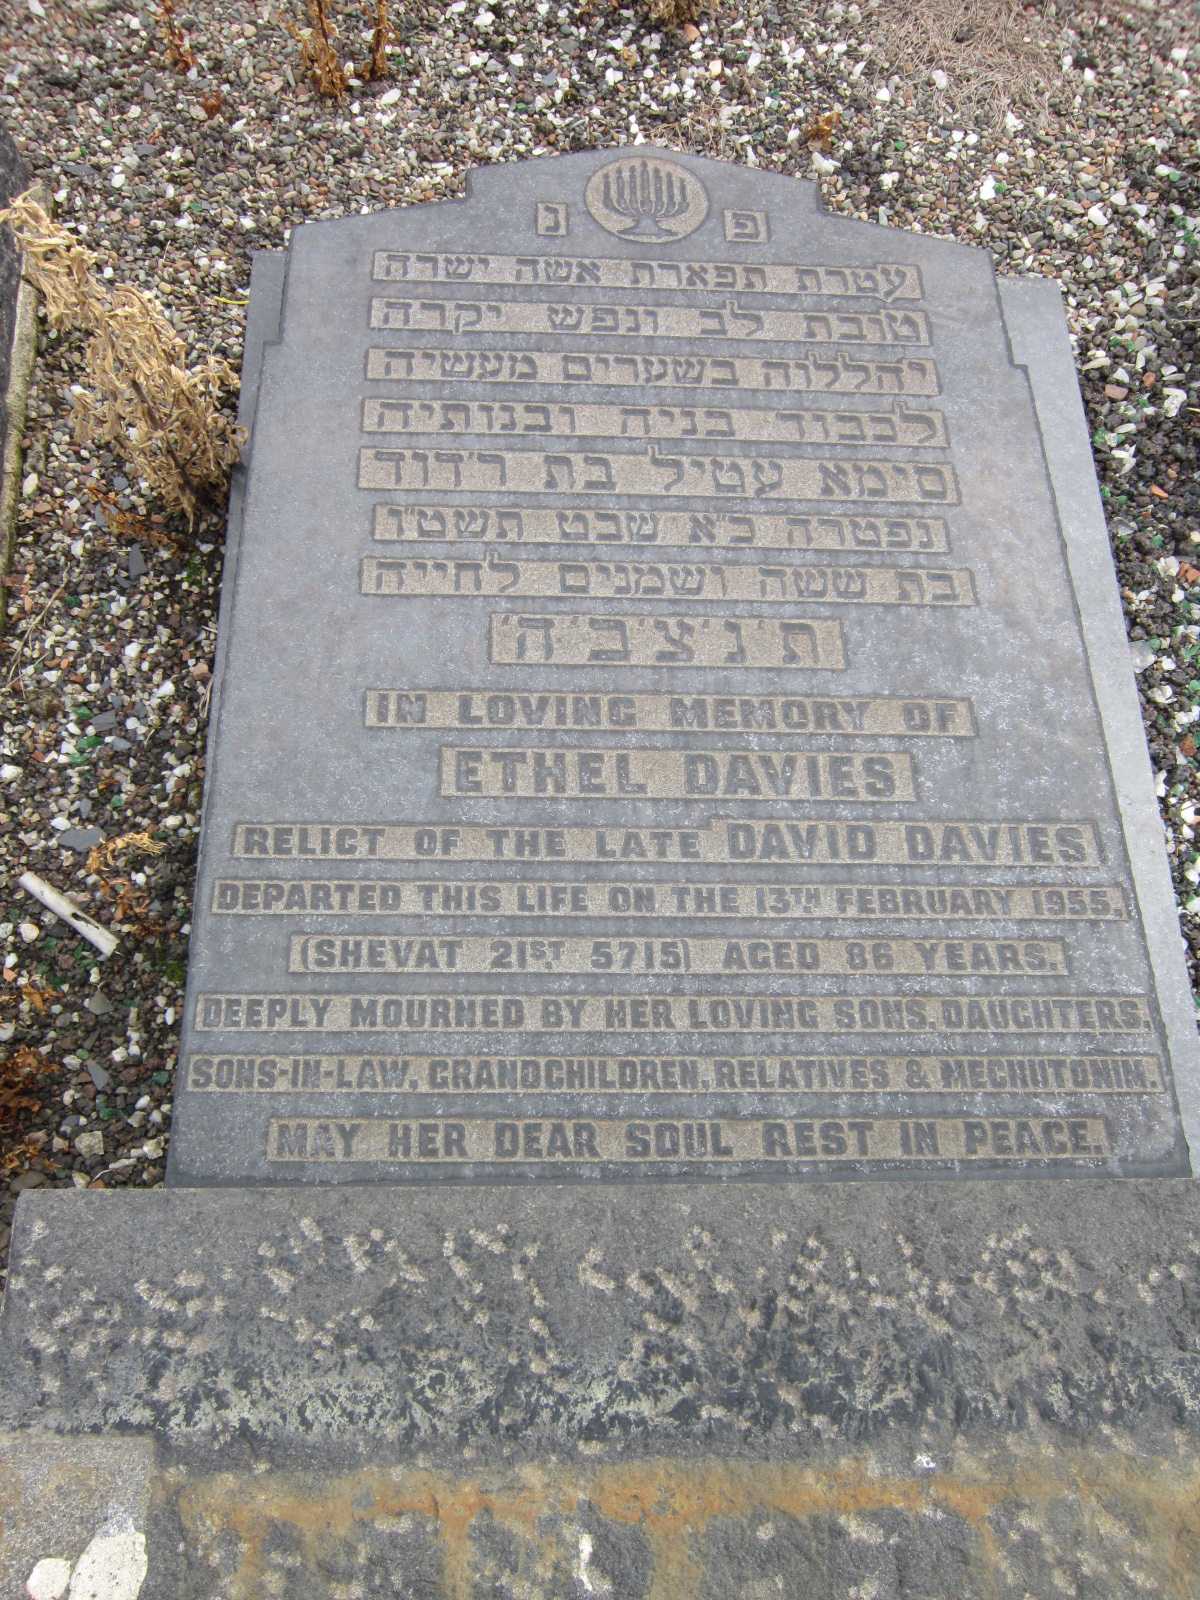 פ נ
עטרת תפארת אשה ישרה
טובת לב ונפש יקרה
יהללוה בשערים מעשיה
לכבוד בניה ובנותיה
סימא עטיל בת ר'דוד
נפטרה כ"א שבט תשט"ו
בת ששה ושמנים לחייה
ת'נ'צ'ב'ה'
IN LOVING MEMORY OF
ETHEL DAVIES
RELICT OF THE LATE DAVID DAVIES
DEPARTED THIS LIFE ON THE 13TH FEBRUARY 1955.
(SHEVAT 21ST. 5715) AGED 86 YEARS.
DEEPLY MOURNED BY HER LOVING SONS, DAUGHTERS,
SONS-IN-LAW, GRANDCHILDREN, RELATIVES & MECHUTONIM.
MAY HER DEAR SOUL REST IN PEACE.